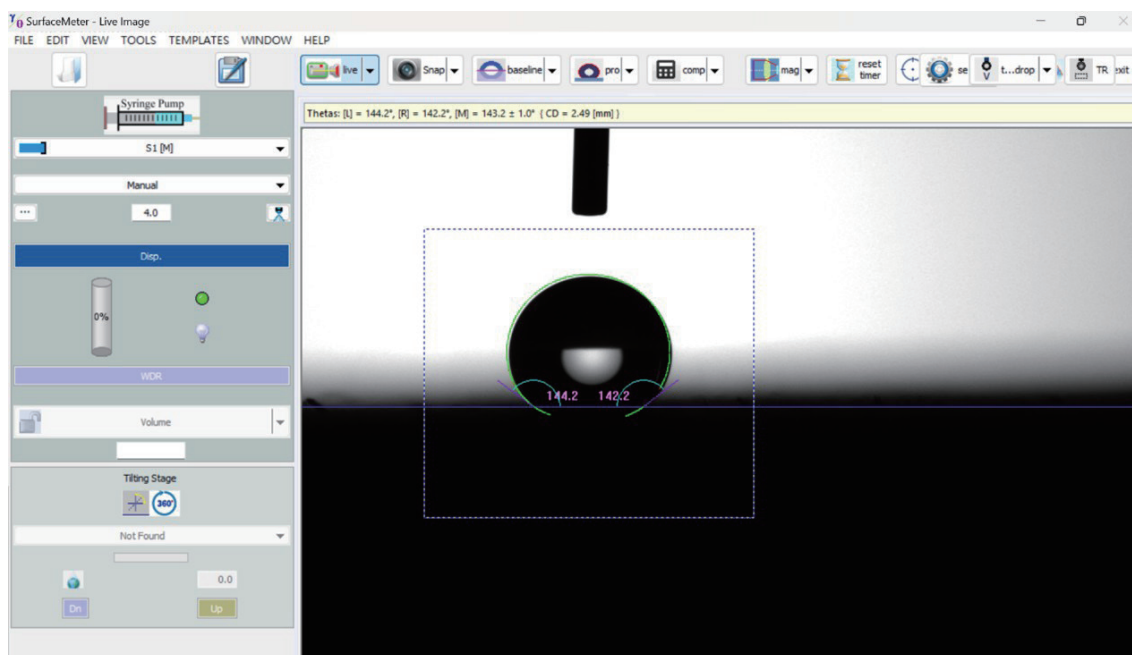 γθ SurfaceMeter - Live Image
FILE EDIT VIEW TOOLS TEMPLATES WINDOW HELP
live Snap baseline pro comp mag reset timer se t...drop TR exit
Syringe Pump
Thetas: [L] = 144.2°, [R] = 142.2°, [M] = 143.2 ± 1.0° ( CD = 2.49 [mm] )
S1 [M]
Manual
... 4.0
Disp.
0%
WDR
144.2 142.2
Volume
Tilting Stage
360°
Not Found
0.0
Dn Up